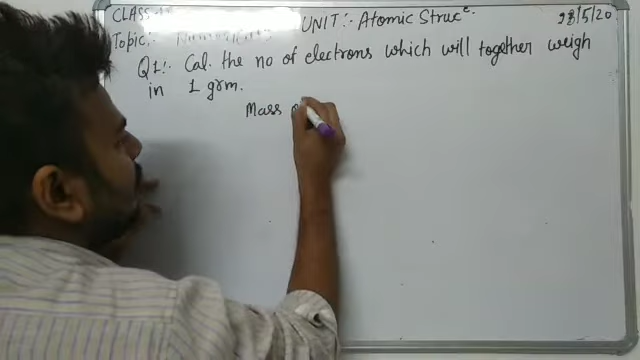 CLASS-
UNIT:- Atomic Struc^e.
28/5/20
Topic:- Numericals
Q1:. Cal. the no of electrons which will together weigh
in 1 grm.
Mass